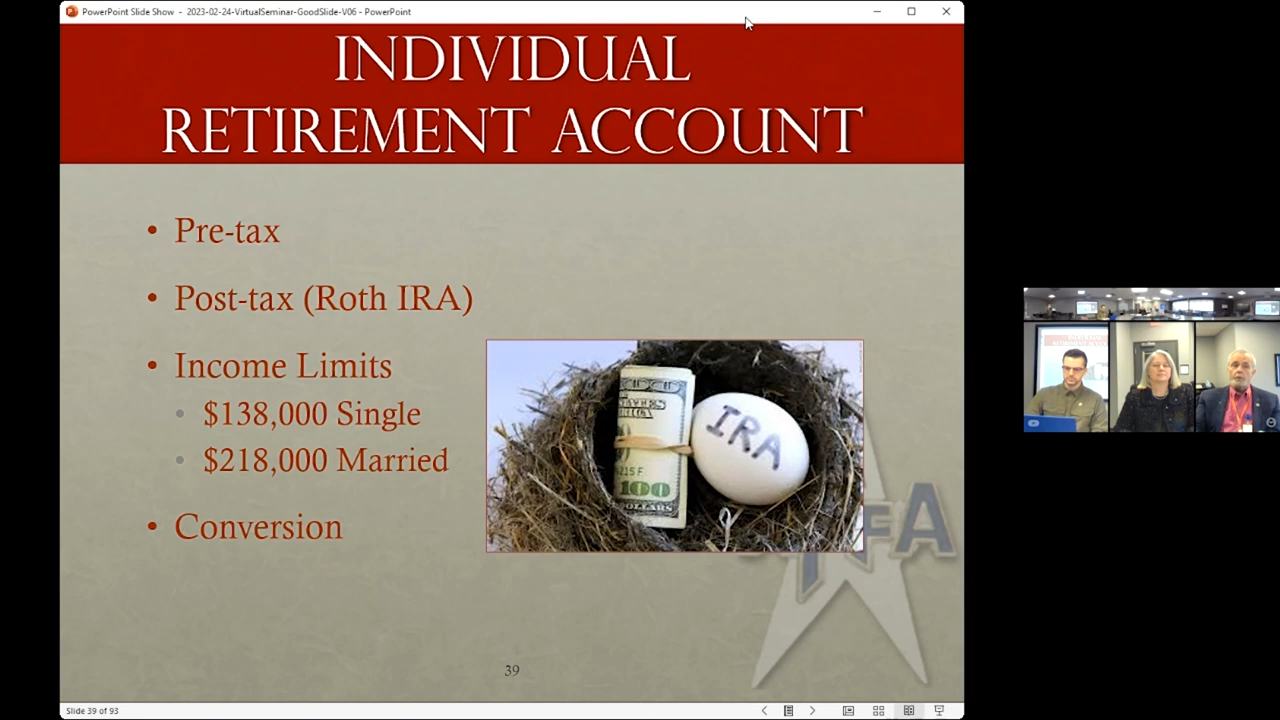 PowerPoint Slide Show - 2023-02-24-VirtualSeminar-GoodSlide-V06 - PowerPoint
INDIVIDUAL
RETIREMENT ACCOUNT
• Pre-tax
• Post-tax (Roth IRA)
• Income Limits
• $138,000 Single
• $218,000 Married
• Conversion
IRA
100
39
Slide 39 of 93